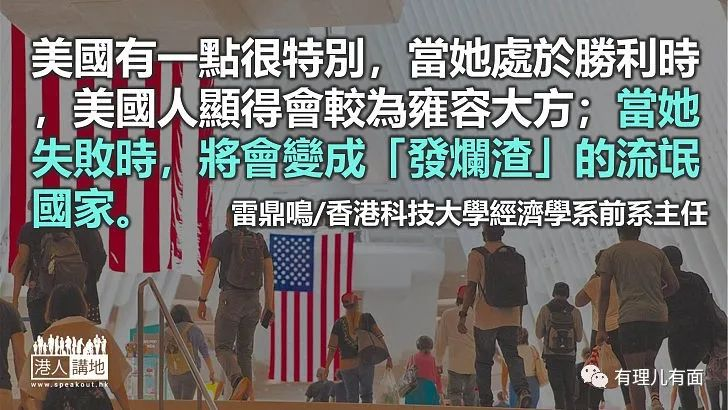 美國有一點很特別，當她處於勝利時
，美國人顯得會較為雍容大方；當她
失敗時，將會變成「發爛渣」的流氓
國家。
雷鼎鳴/香港科技大學經濟學系前系主任
港人講地
www.speakout.hk
有理儿有面